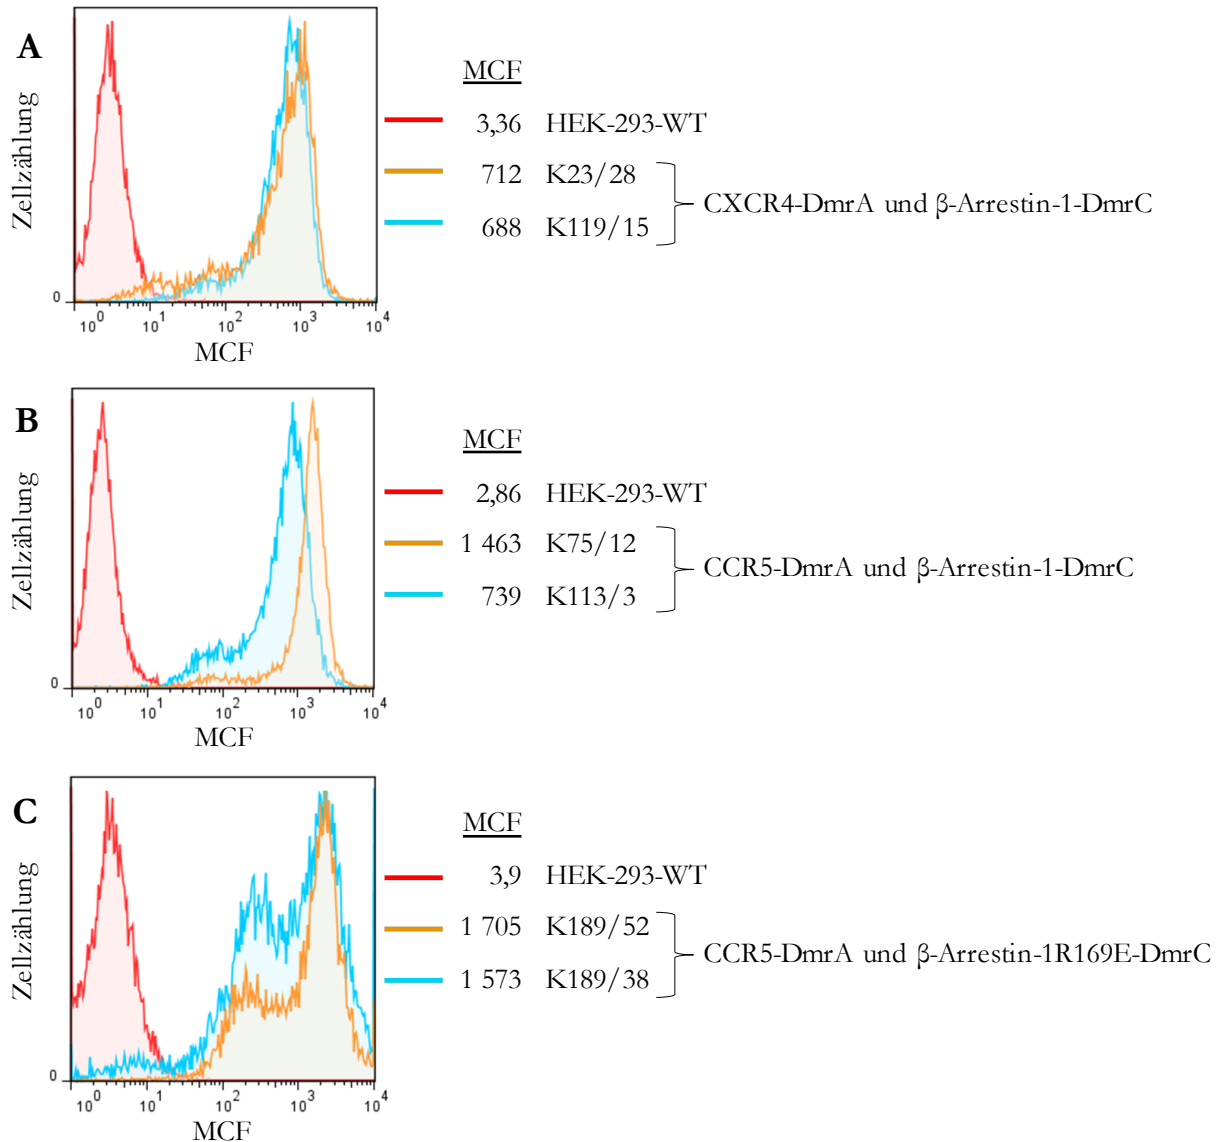 A
Zellzählung
0
10^0 10^1 10^2 10^3 10^4
MCF
MCF
3,36 HEK-293-WT
712 K23/28
688 K119/15
CXCR4-DmrA und β-Arrestin-1-DmrC
B
Zellzählung
0
10^0 10^1 10^2 10^3 10^4
MCF
MCF
2,86 HEK-293-WT
1 463 K75/12
739 K113/3
CCR5-DmrA und β-Arrestin-1-DmrC
C
Zellzählung
0
10^0 10^1 10^2 10^3 10^4
MCF
MCF
3,9 HEK-293-WT
1 705 K189/52
1 573 K189/38
CCR5-DmrA und β-Arrestin-1R169E-DmrC